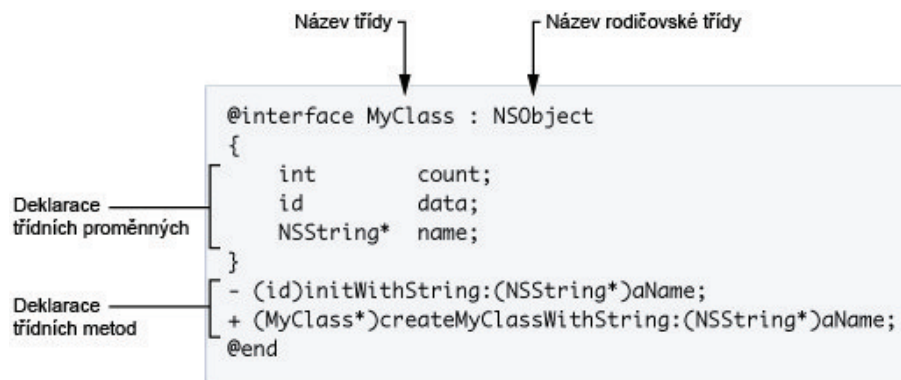 Název třídy
Název rodičovské třídy
@interface MyClass : NSObject
{
int count;
id data;
NSString* name;
}
Deklarace
třídních proměnných
- (id)initWithString:(NSString*)aName;
+ (MyClass*)createMyClassWithString:(NSString*)aName;
@end
Deklarace
třídních metod